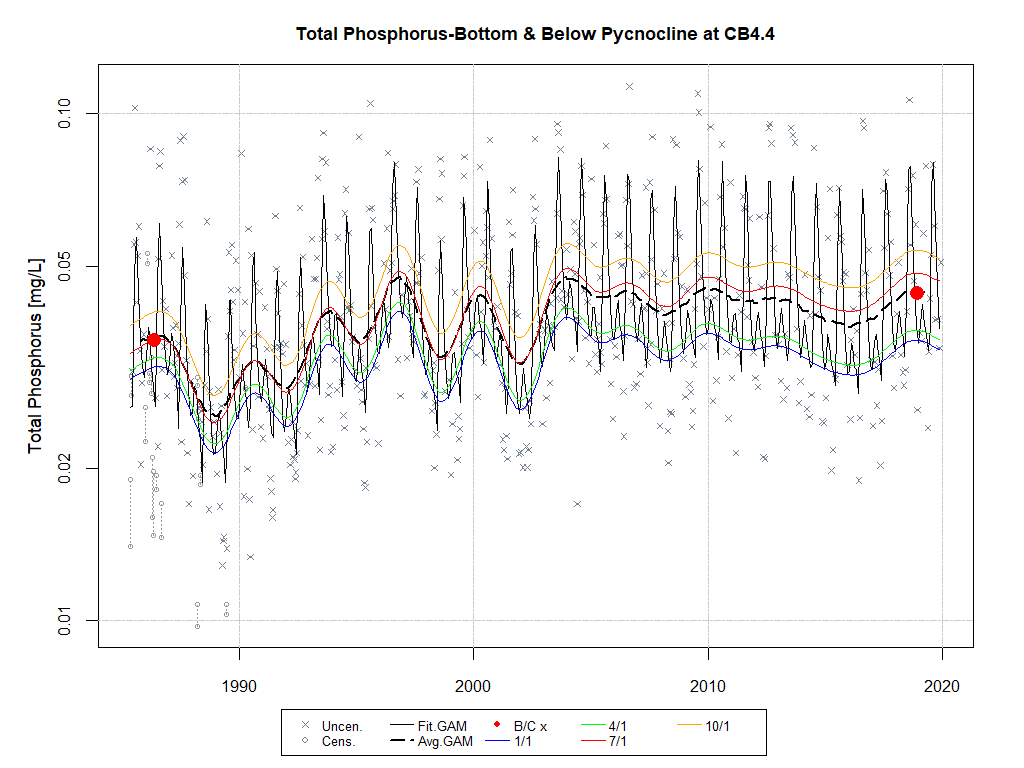 Total Phosphorus-Bottom & Below Pycnocline at CB4.4
Total Phosphorus [mg/L]
0.10
0.05
0.02
0.01
1990 2000 2010 2020
Uncen. Fit.GAM B/C x 4/1 10/1
Cens. Avg.GAM 1/1 7/1